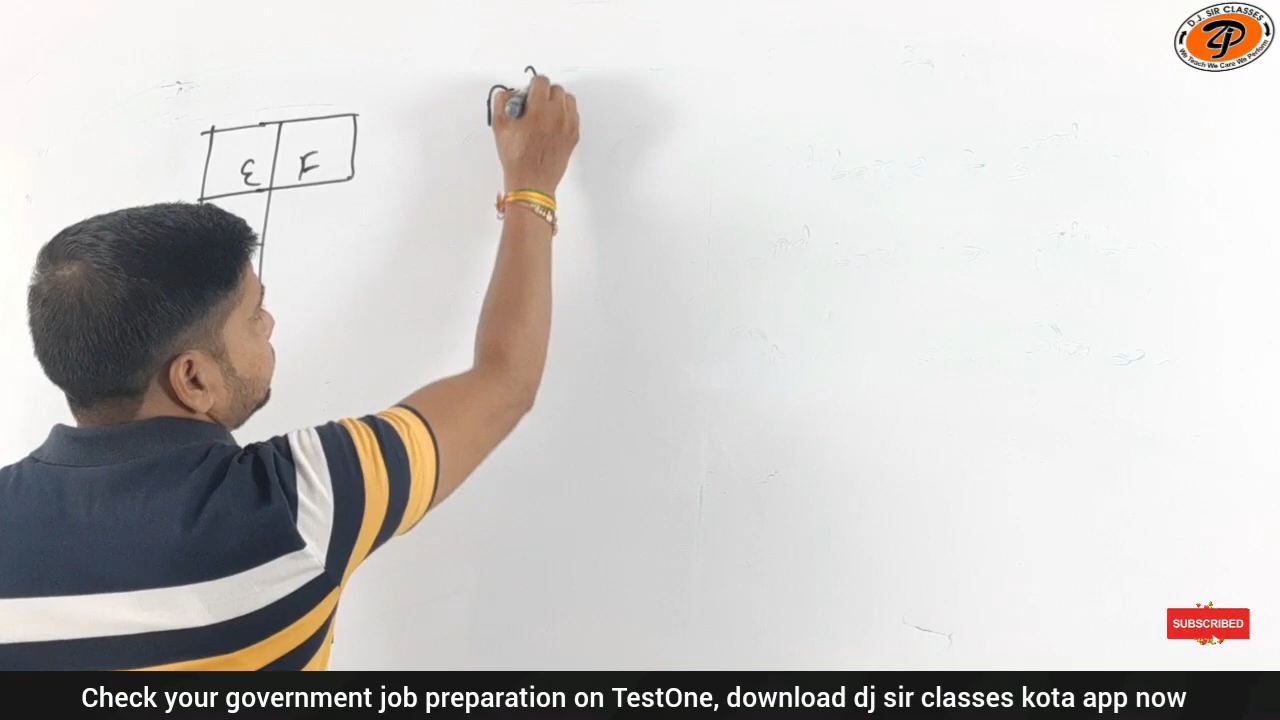 D.J. SIR CLASSES
We Teach We Care We Perform
E F
SUBSCRIBED
Check your government job preparation on TestOne, download dj sir classes kota app now